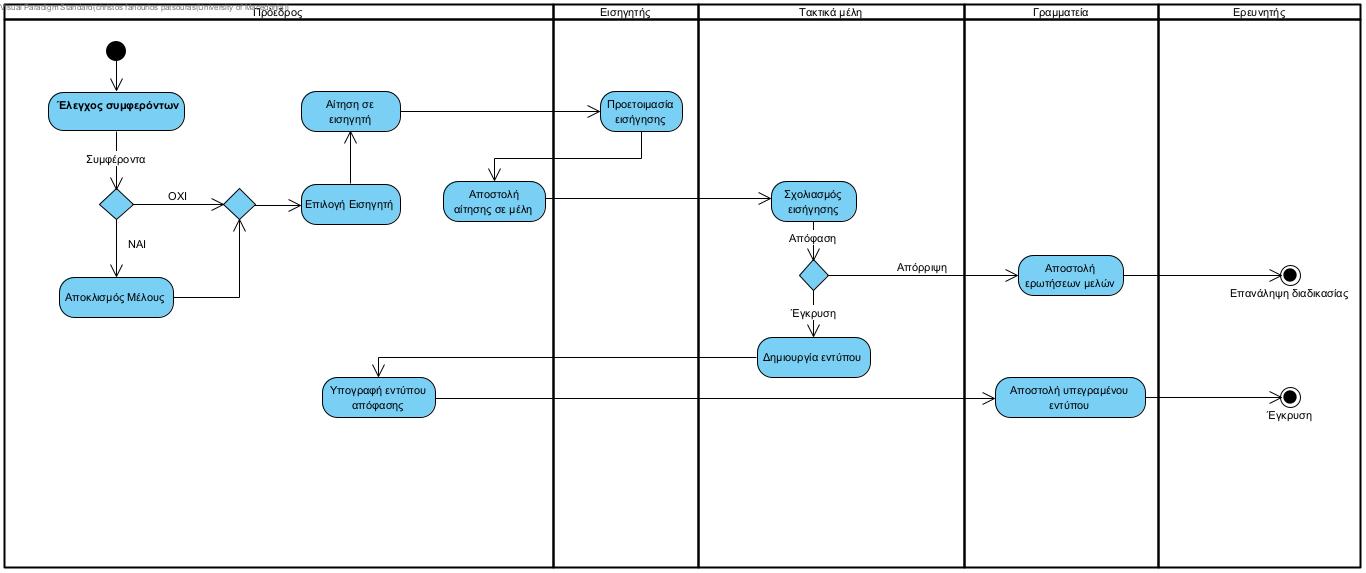 Visual Paradigm Standard(christos rafounos patsouras(University of Macedonia))
Πρόεδρος
Εισηγητής
Τακτικά μέλη
Γραμματεία
Ερευνητής
Έλεγχος συμφερόντων
Αίτηση σε
εισηγητή
Προετοιμασία
εισήγησης
Συμφέροντα
ΟΧΙ
Επιλογή Εισηγητή
Αποστολή
αίτησης σε μέλη
Σχολιασμός
εισήγησης
ΝΑΙ
Απόφαση
Αποκλισμός Μέλους
Απόρριψη
Αποστολή
ερωτήσεων μελών
Επανάληψη διαδικασίας
Έγκρυση
Δημιουργία εντύπου
Υπογραφή εντύπου
απόφασης
Αποστολή υπεγραμένου
εντύπου
Έγκρυση